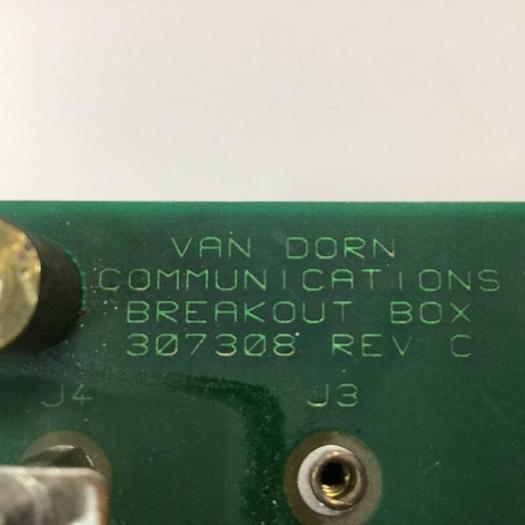 VAN DORN
COMMUNICATIONS
BREAKOUT BOX
307308 REV C
J4 J3